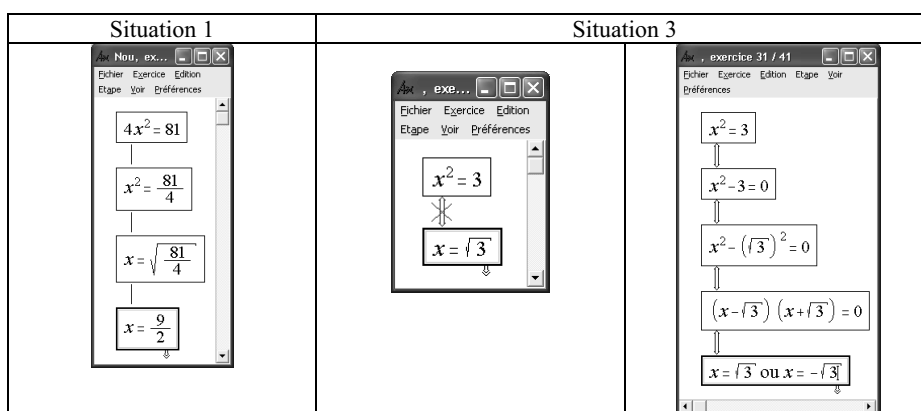 Situation 1
Situation 3
Nou, ex...
Fichier Exercice Edition
Etape Voir Préférences
4x² = 81
x² = 81/4
x = √(81/4)
x = 9/2
, exe...
Fichier Exercice Edition
Etape Voir Préférences
x² = 3
x = √3
, exercice 31 / 41
Fichier Exercice Edition Etape Voir
Préférences
x² = 3
x² − 3 = 0
x² − (√3)² = 0
(x − √3) (x + √3) = 0
x = √3 ou x = −√3